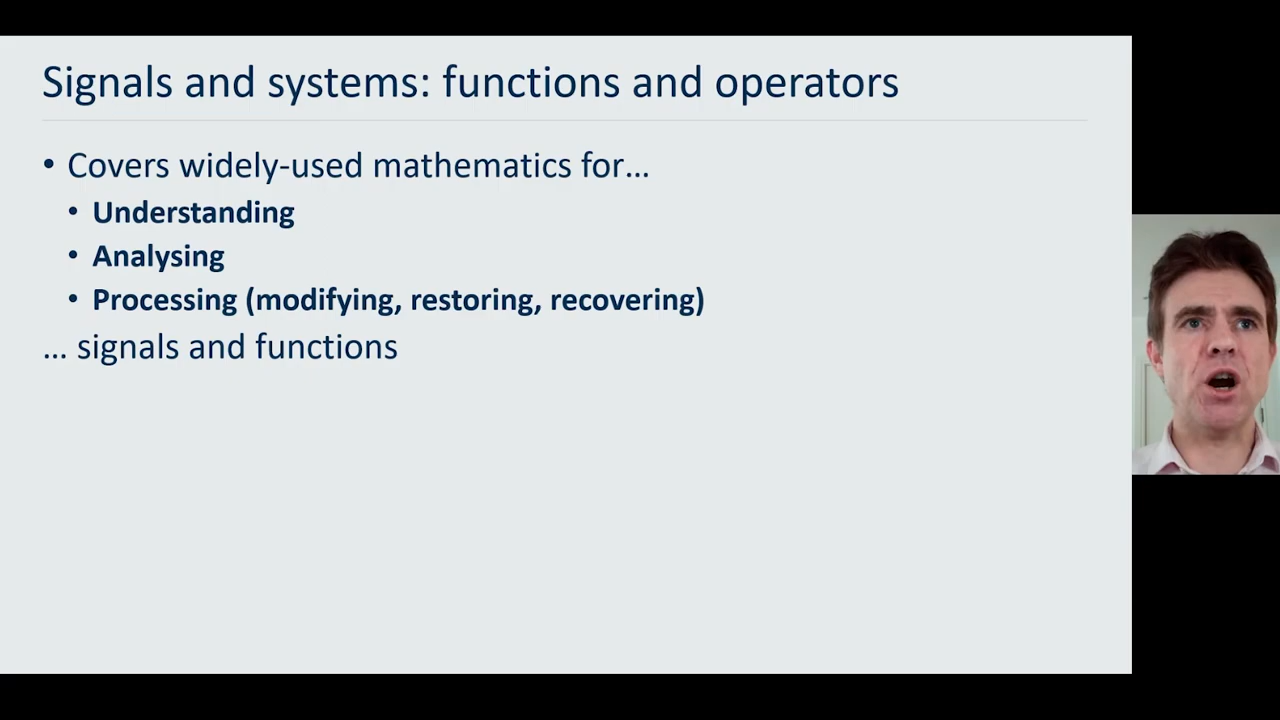 Signals and systems: functions and operators
• Covers widely-used mathematics for…
• Understanding
• Analysing
• Processing (modifying, restoring, recovering)
… signals and functions